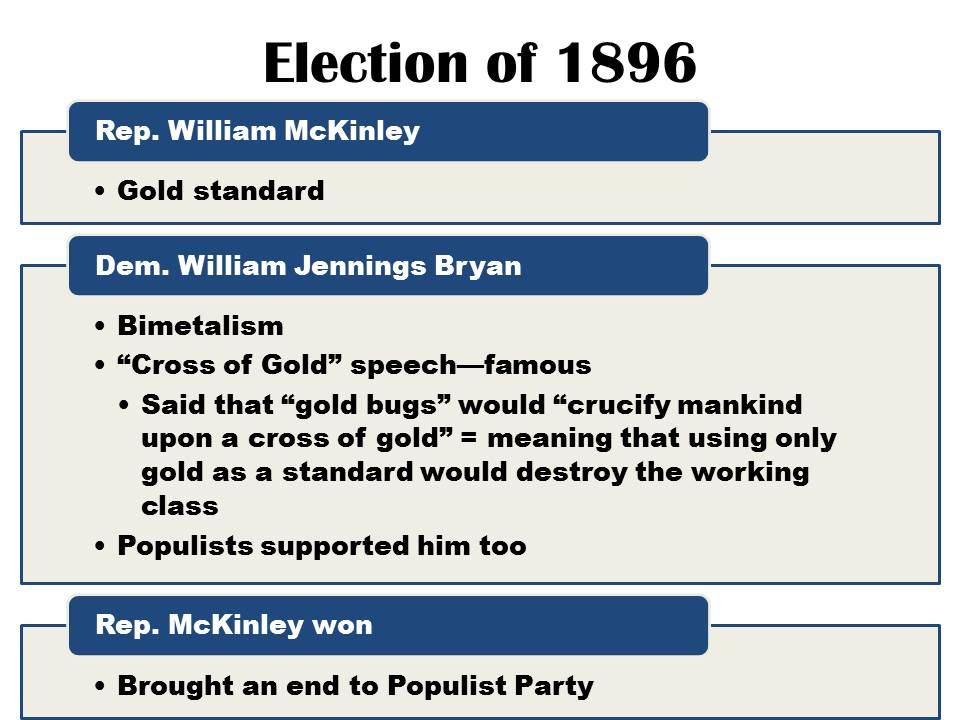 Election of 1896
Rep. William McKinley
• Gold standard
Dem. William Jennings Bryan
• Bimetalism
• “Cross of Gold” speech—famous
• Said that “gold bugs” would “crucify mankind
upon a cross of gold” = meaning that using only
gold as a standard would destroy the working
class
• Populists supported him too
Rep. McKinley won
• Brought an end to Populist Party